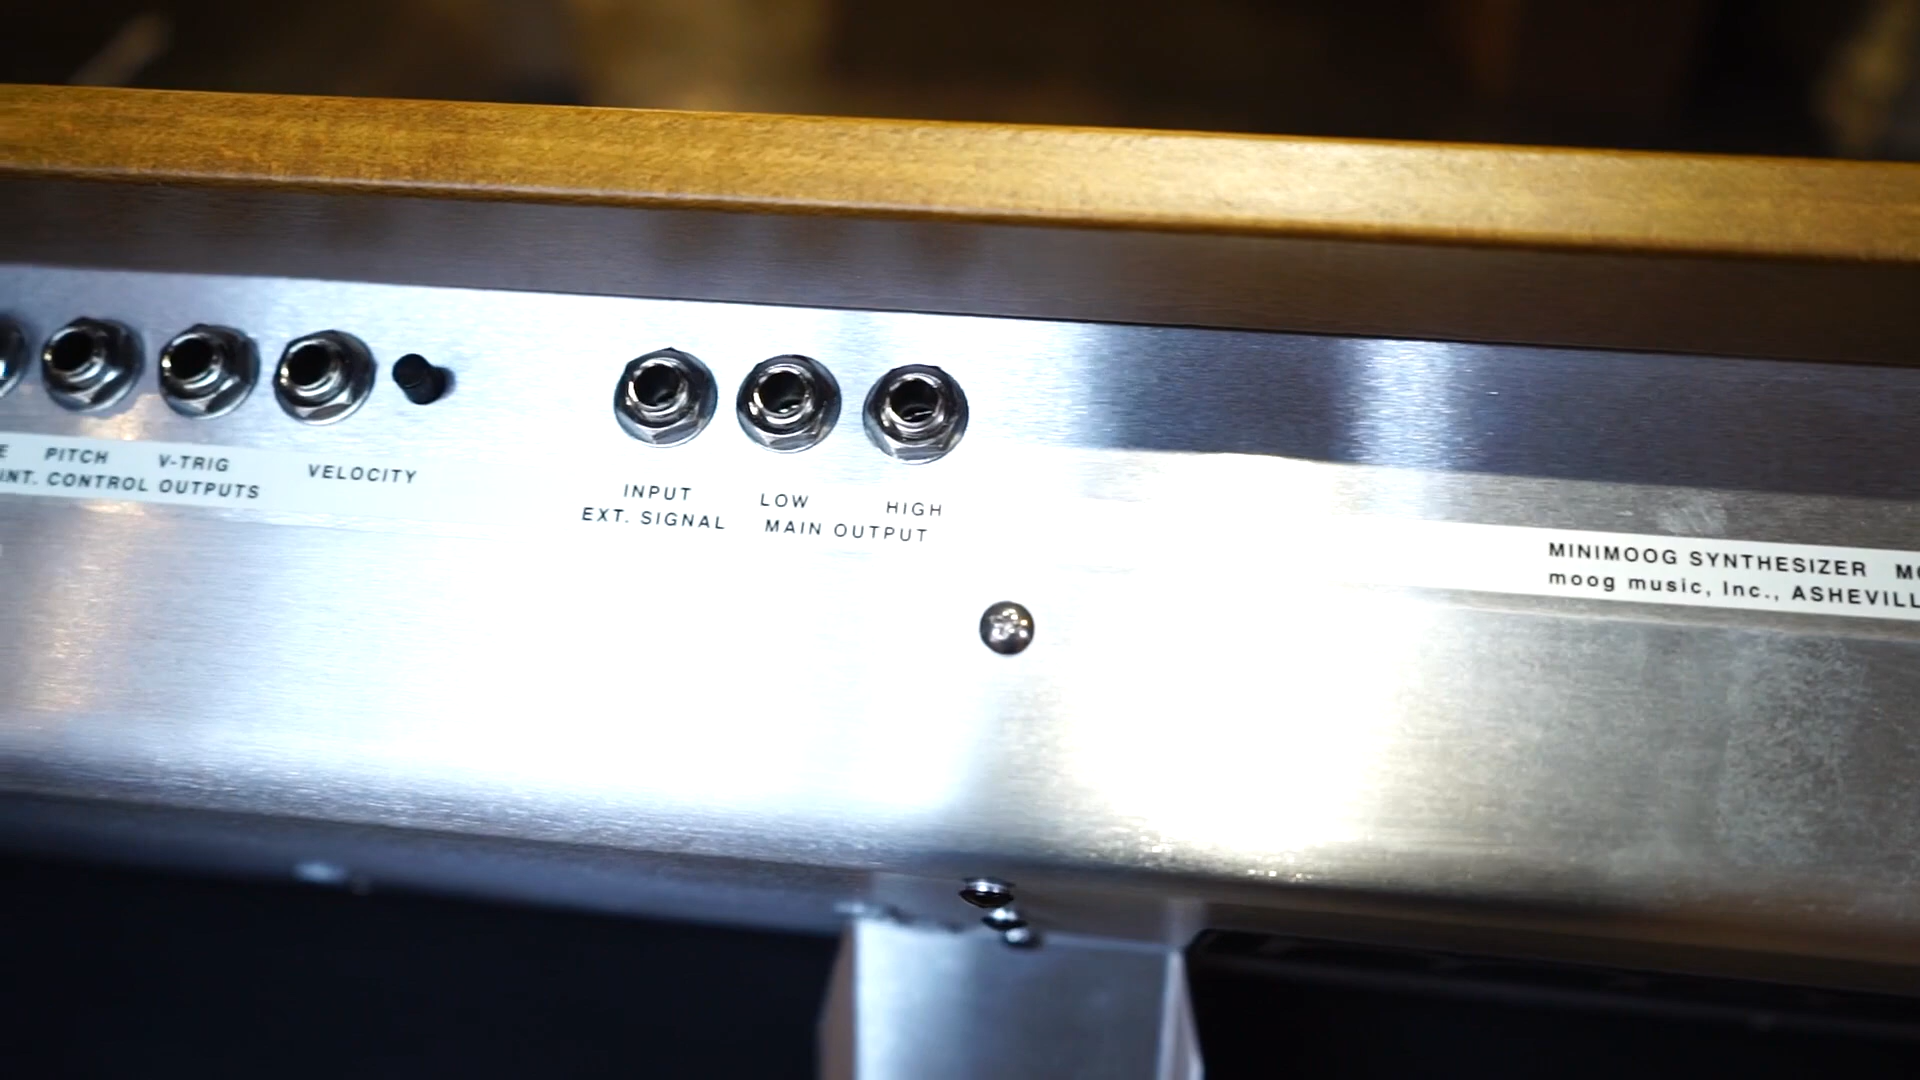 PITCH V-TRIG
INT. CONTROL OUTPUTS
VELOCITY
INPUT
EXT. SIGNAL
LOW HIGH
MAIN OUTPUT
MINIMOOG SYNTHESIZER
moog music, Inc.,